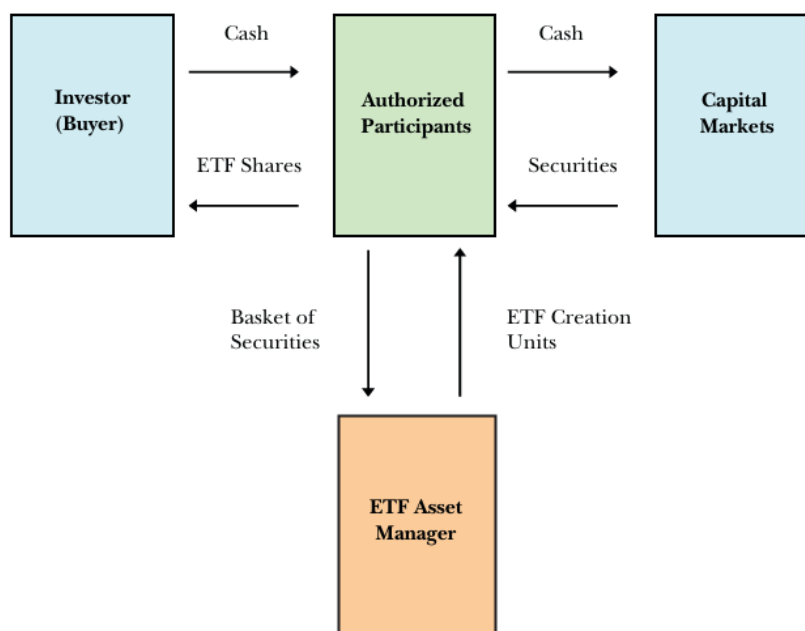 Cash
Cash
Investor
(Buyer)
Authorized
Participants
Capital
Markets
ETF Shares
Securities
Basket of
Securities
ETF Creation
Units
ETF Asset
Manager